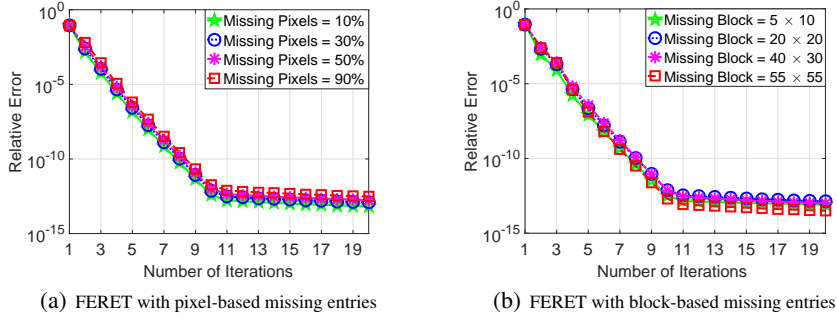 10^0
10^-5
10^-10
10^-15
Relative Error
Missing Pixels = 10%
Missing Pixels = 30%
Missing Pixels = 50%
Missing Pixels = 90%
1 3 5 7 9 11 13 15 17 19
Number of Iterations
(a) FERET with pixel-based missing entries
10^0
10^-5
10^-10
10^-15
Relative Error
Missing Block = 5 × 10
Missing Block = 20 × 20
Missing Block = 40 × 30
Missing Block = 55 × 55
1 3 5 7 9 11 13 15 17 19
Number of Iterations
(b) FERET with block-based missing entries